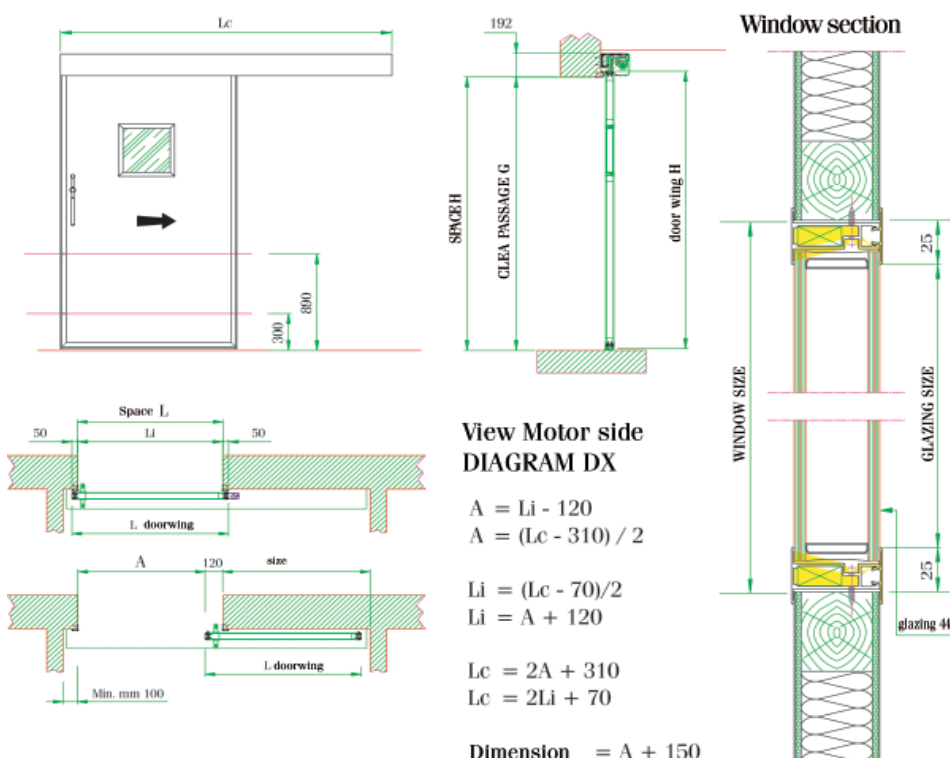 Lc
192
Window section
SPACE H
CLEA PASSAGE G
door wing H
25
890
300
WINDOW SIZE
GLAZING SIZE
Space L
50
Li
50
L doorwing
View Motor side
DIAGRAM DX
A = Li - 120
A = (Lc - 310) / 2
Li = (Lc - 70)/2
Li = A + 120
Lc = 2A + 310
Lc = 2Li + 70
Dimension = A + 150
A
120
size
L doorwing
Min. mm 100
25
glazing 44